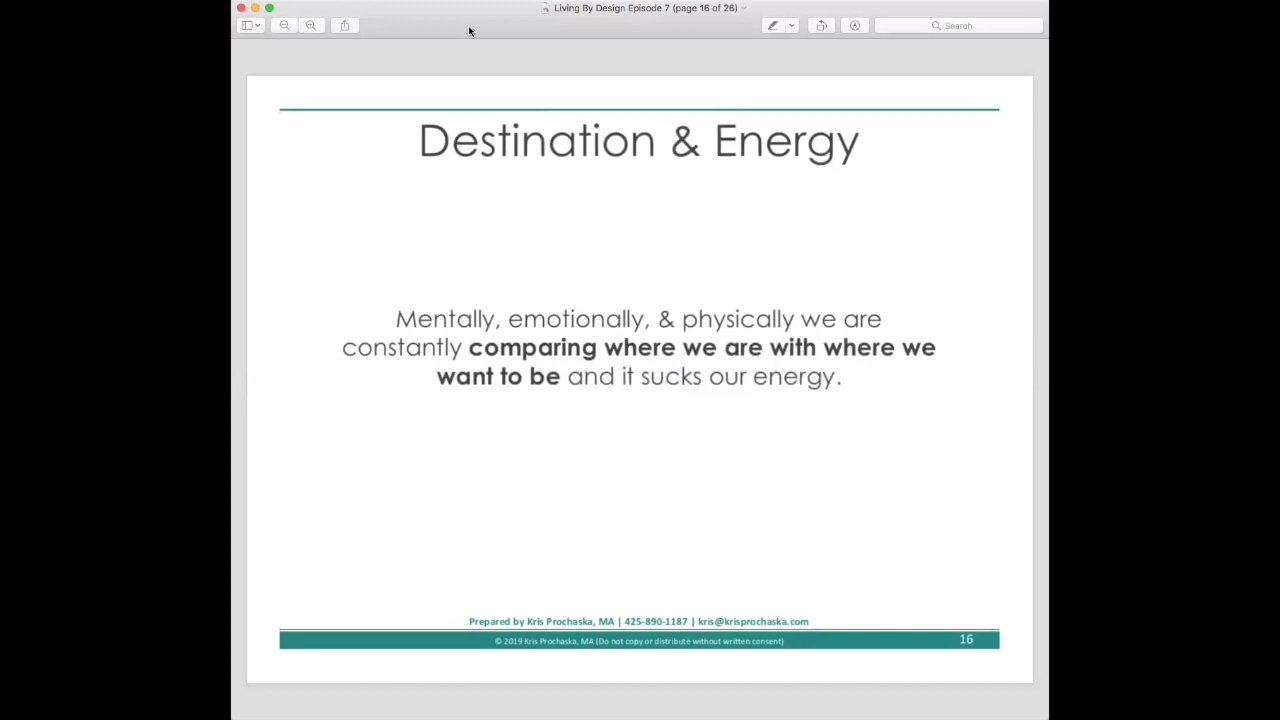 Living By Design Episode 7 (page 16 of 26)
Search
Destination & Energy
Mentally, emotionally, & physically we are
constantly comparing where we are with where we
want to be and it sucks our energy.
Prepared by Kris Prochaska, MA | 425-890-1187 | kris@krisprochaska.com
© 2019 Kris Prochaska, MA (Do not copy or distribute without written consent)
16